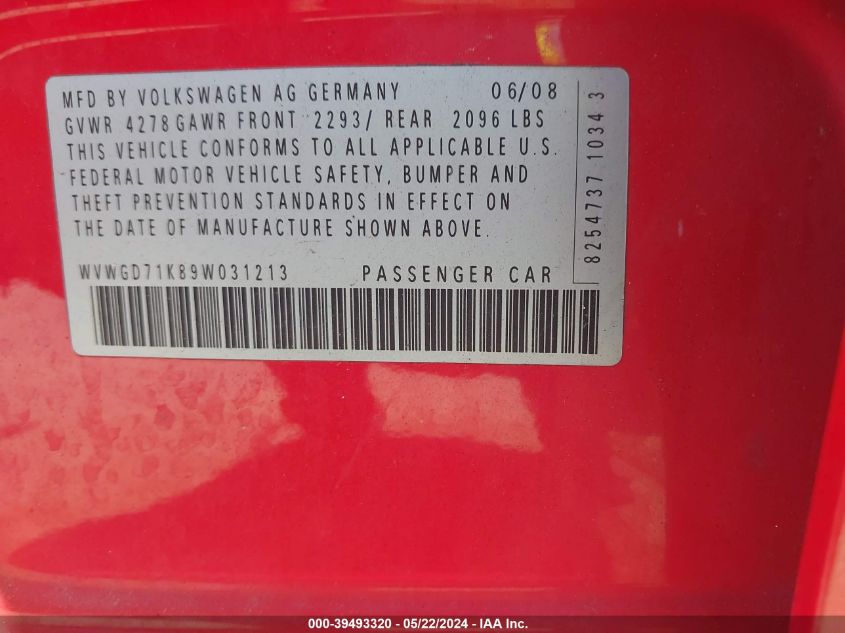 MFD BY VOLKSWAGEN AG GERMANY 06/08
GVWR 4278 GAWR FRONT 2293/ REAR 2096 LBS
THIS VEHICLE CONFORMS TO ALL APPLICABLE U.S.
FEDERAL MOTOR VEHICLE SAFETY, BUMPER AND
THEFT PREVENTION STANDARDS IN EFFECT ON
THE DATE OF MANUFACTURE SHOWN ABOVE.
WVWGD71K89W031213 PASSENGER CAR
8254737 1034 3
000-39493320 - 05/22/2024 - IAA Inc.